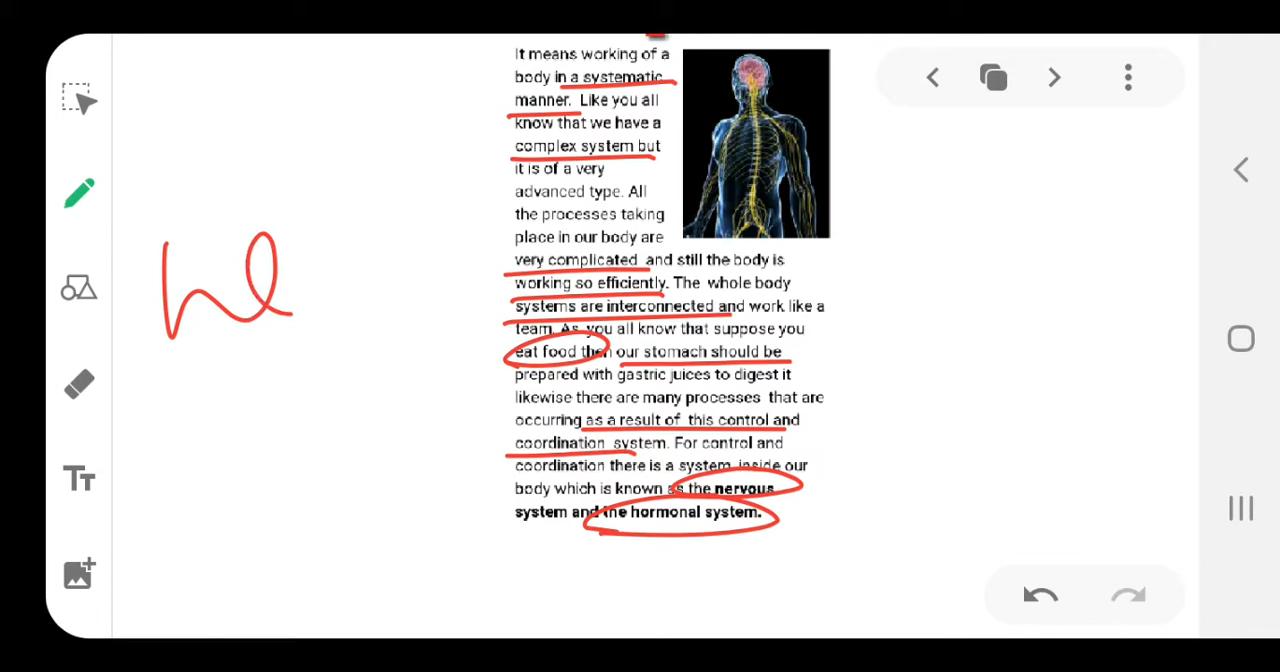 It means working of a
body in a systematic
manner. Like you all
know that we have a
complex system but
it is of a very
advanced type. All
the processes taking
place in our body are
very complicated and still the body is
working so efficiently. The whole body
systems are interconnected and work like a
team. As you all know that suppose you
eat food then our stomach should be
prepared with gastric juices to digest it
likewise there are many processes that are
occurring as a result of this control and
coordination system. For control and
coordination there is a system inside our
body which is known as the nervous
system and the hormonal system.
he
Tт